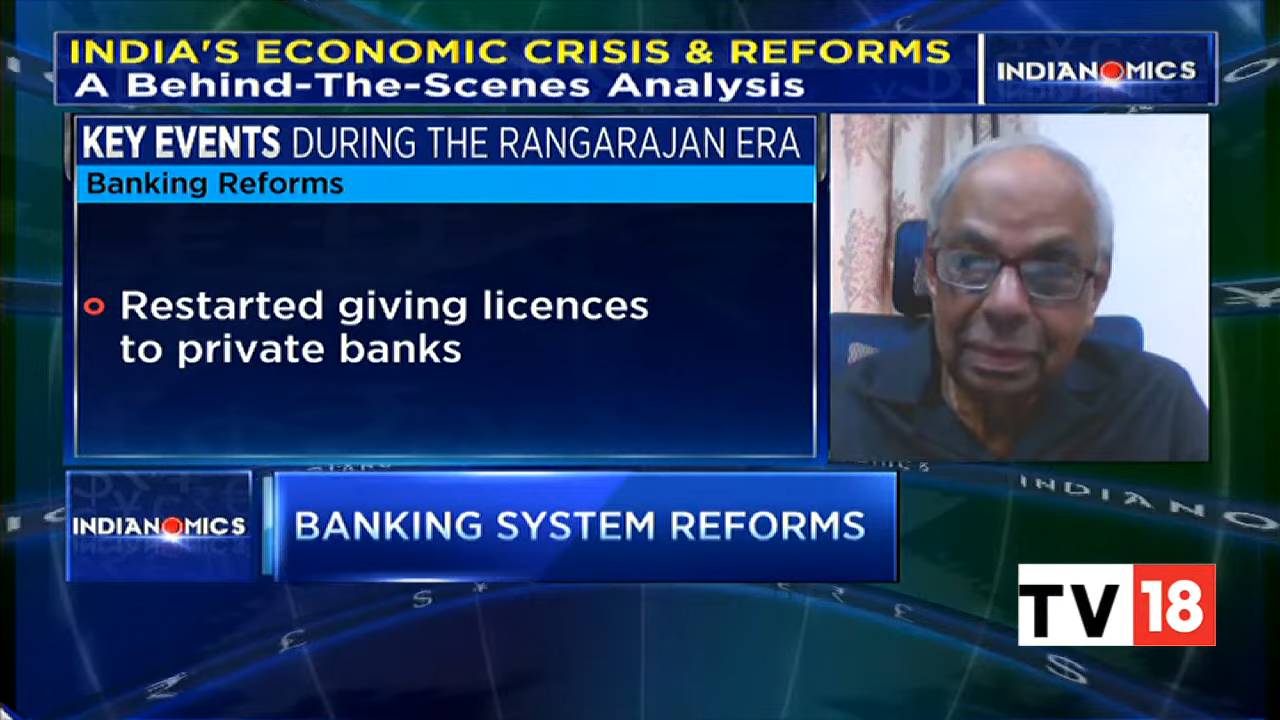 INDIA'S ECONOMIC CRISIS & REFORMS
A Behind-The-Scenes Analysis
INDIANOMICS
KEY EVENTS DURING THE RANGARAJAN ERA
Banking Reforms
Restarted giving licences
to private banks
INDIANOMICS
BANKING SYSTEM REFORMS
INDIANO
TV18